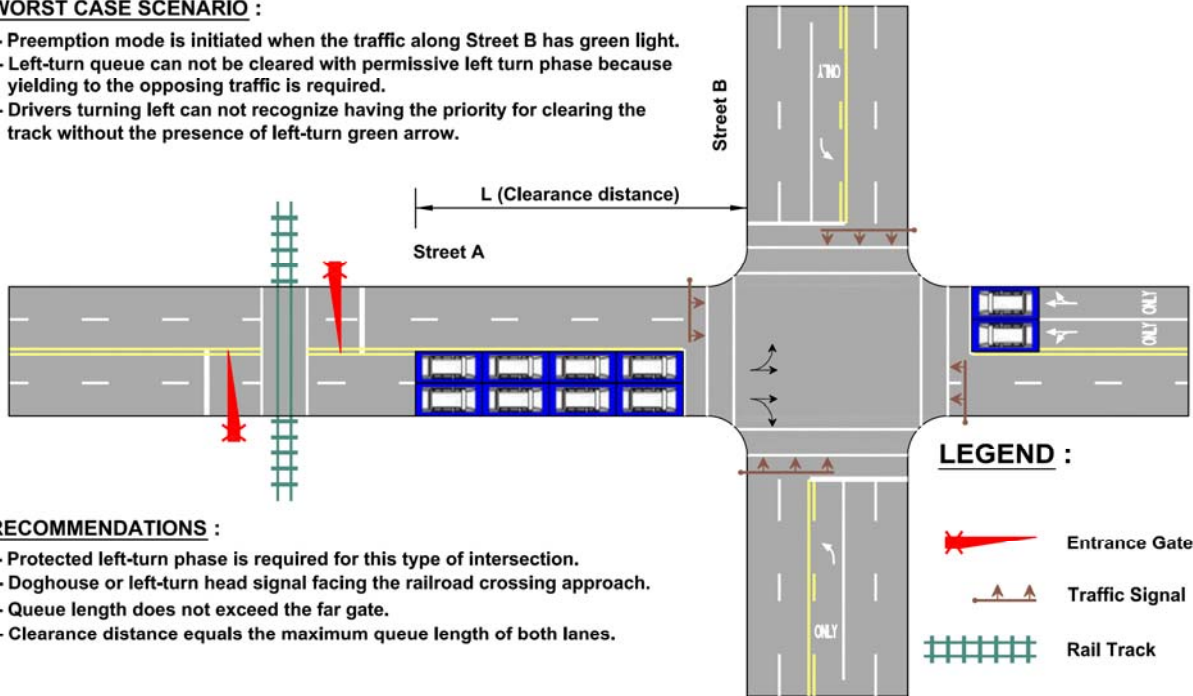 WORST CASE SCENARIO :
- Preemption mode is initiated when the traffic along Street B has green light.
- Left-turn queue can not be cleared with permissive left turn phase because
yielding to the opposing traffic is required.
- Drivers turning left can not recognize having the priority for clearing the
track without the presence of left-turn green arrow.
Street B
ONLY
L (Clearance distance)
Street A
ONLY
ONLY
LEGEND :
Entrance Gate
Traffic Signal
Rail Track
RECOMMENDATIONS :
- Protected left-turn phase is required for this type of intersection.
- Doghouse or left-turn head signal facing the railroad crossing approach.
- Queue length does not exceed the far gate.
- Clearance distance equals the maximum queue length of both lanes.
ONLY